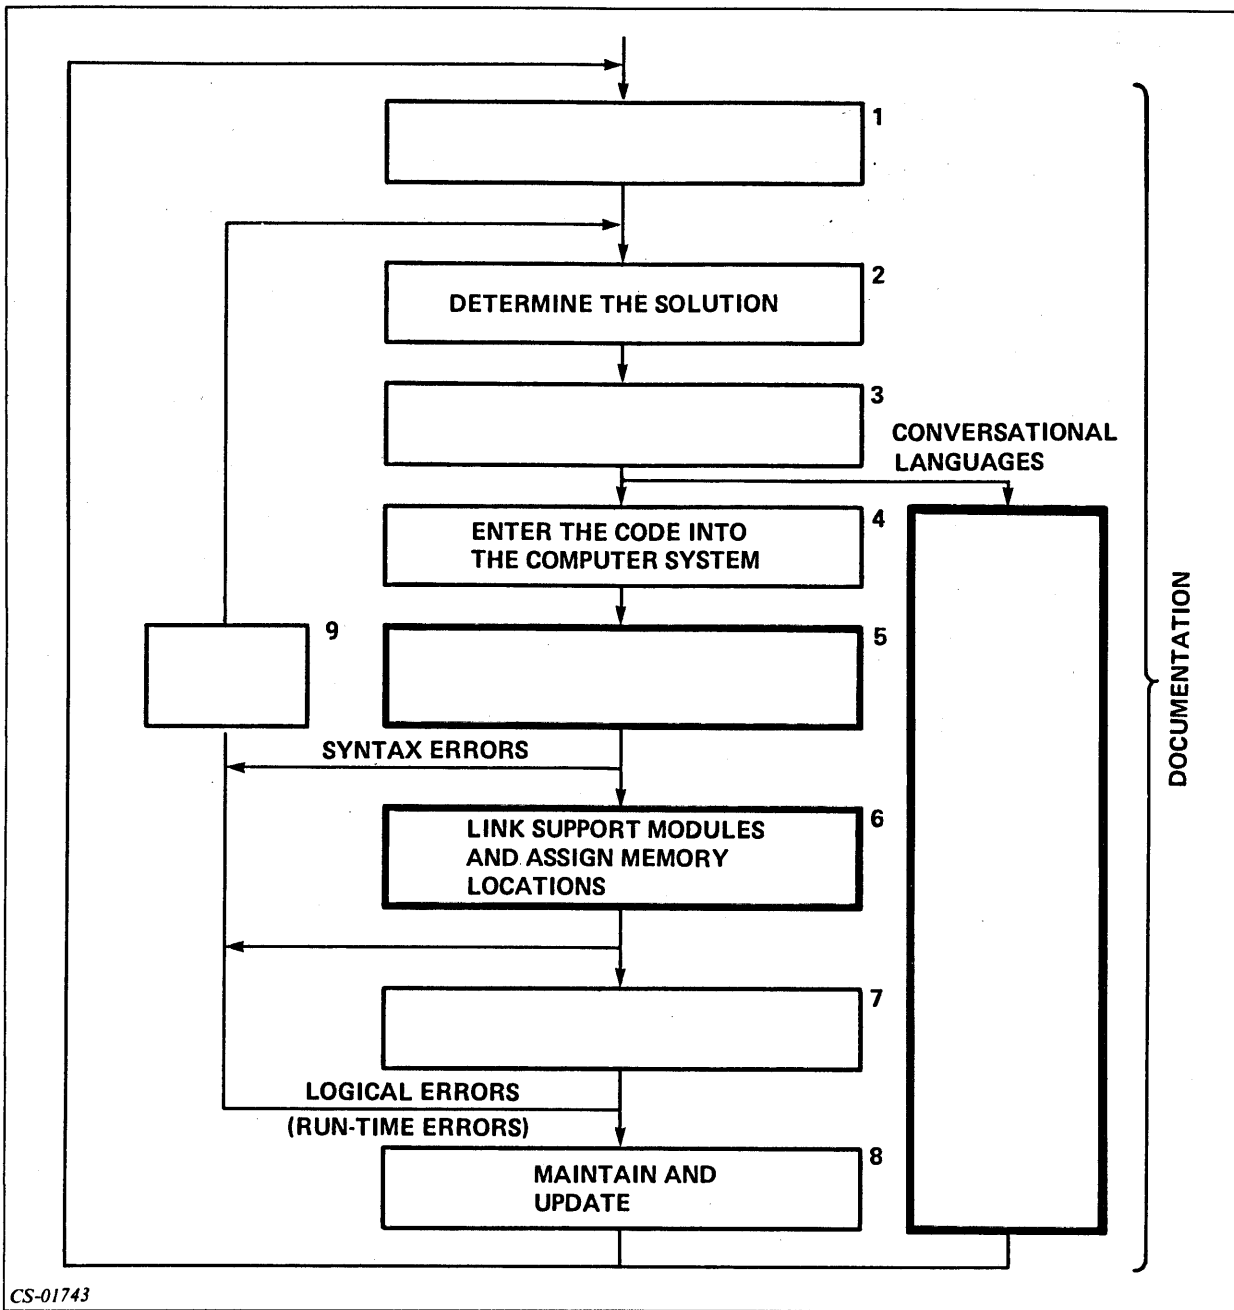 1
2
DETERMINE THE SOLUTION
3
CONVERSATIONAL
LANGUAGES
4
ENTER THE CODE INTO
THE COMPUTER SYSTEM
9
5
SYNTAX ERRORS
6
LINK SUPPORT MODULES
AND ASSIGN MEMORY
LOCATIONS
7
LOGICAL ERRORS
(RUN-TIME ERRORS)
8
MAINTAIN AND
UPDATE
DOCUMENTATION
CS-01743